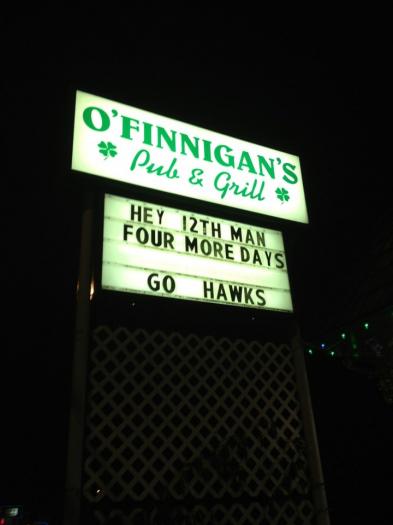 O'FINNIGAN'S
Pub & Grill
HEY 12TH MAN
FOUR MORE DAYS
GO HAWKS